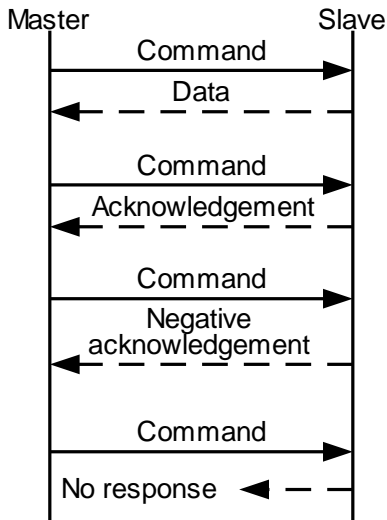 Master Slave
Command
Data
Command
Acknowledgement
Command
Negative
acknowledgement
Command
No response